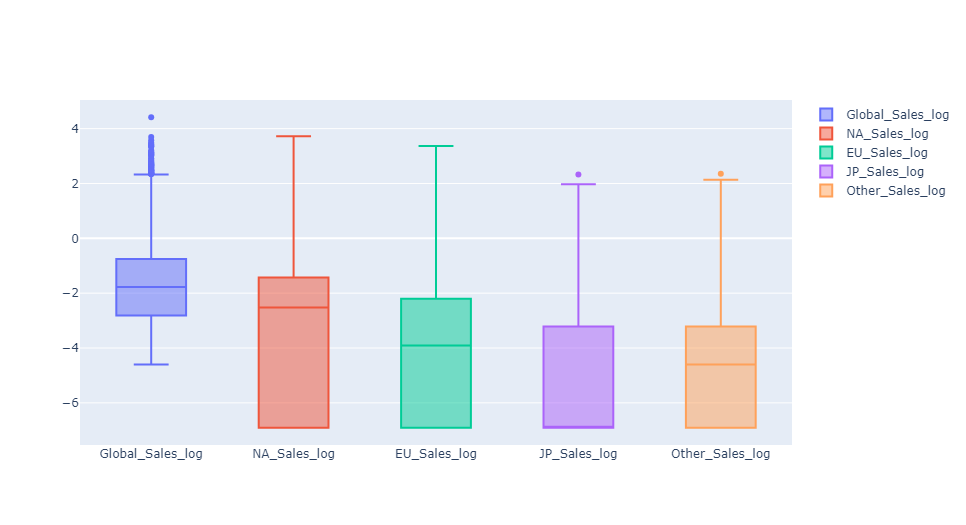 4
2
0
−2
−4
−6
Global_Sales_log
NA_Sales_log
EU_Sales_log
JP_Sales_log
Other_Sales_log
Global_Sales_log
NA_Sales_log
EU_Sales_log
JP_Sales_log
Other_Sales_log